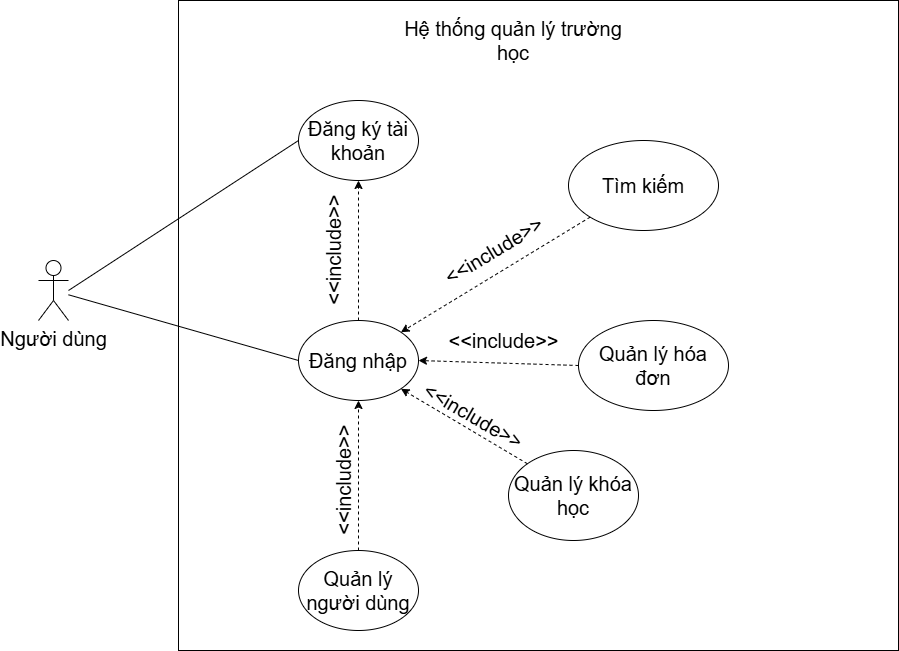 Hệ thống quản lý trường
học
Đăng ký tài
khoản
Tìm kiếm
<<include>>
<<include>>
Người dùng
Đăng nhập
<<include>>
Quản lý hóa
đơn
<<include>>
<<include>>
Quản lý khóa
học
Quản lý
người dùng